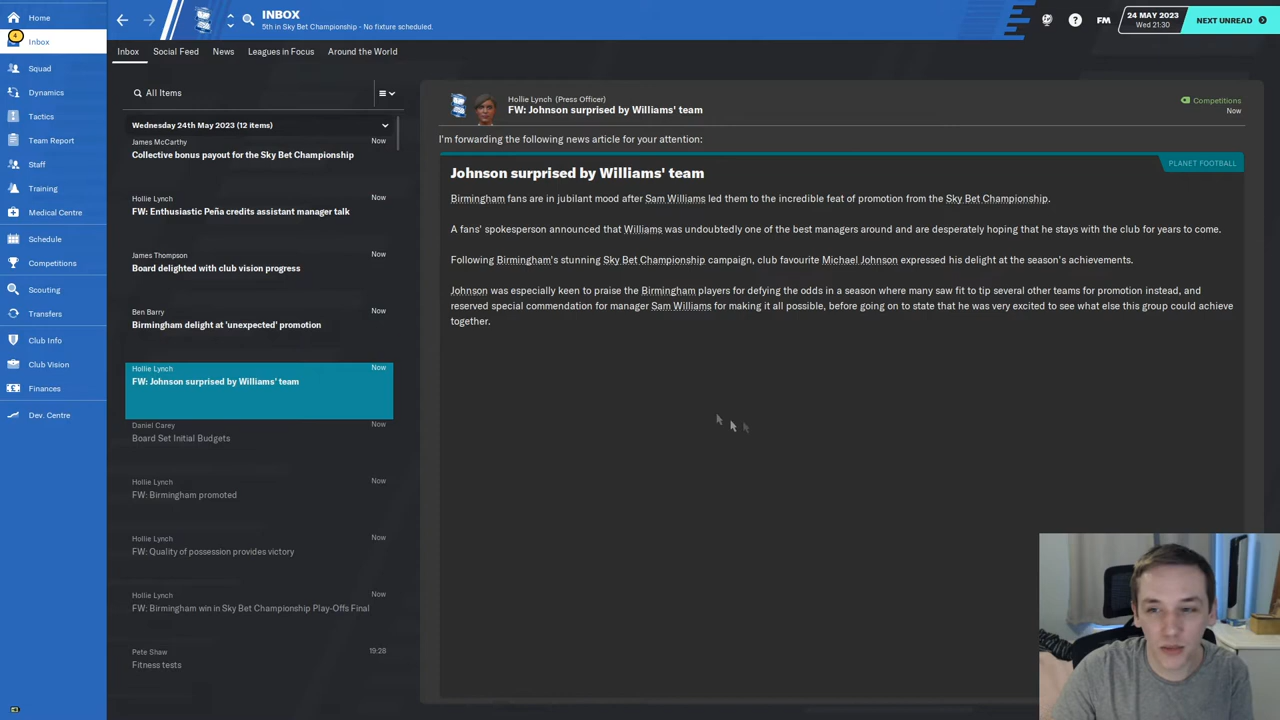 Home
4
Inbox
Squad
Dynamics
Tactics
Team Report
Staff
Training
Medical Centre
Schedule
Competitions
Scouting
Transfers
Club Info
Club Vision
Finances
Dev. Centre
INBOX
5th in Sky Bet Championship - No fixture scheduled.
?
FM
24 MAY 2023
Wed 21:30
NEXT UNREAD
Inbox
Social Feed
News
Leagues in Focus
Around the World
All Items
Wednesday 24th May 2023 (12 items)
James McCarthy
Now
Collective bonus payout for the Sky Bet Championship
Hollie Lynch
Now
FW: Enthusiastic Peña credits assistant manager talk
James Thompson
Now
Board delighted with club vision progress
Ben Barry
Now
Birmingham delight at 'unexpected' promotion
Hollie Lynch
Now
FW: Johnson surprised by Williams' team
Daniel Carey
Now
Board Set Initial Budgets
Hollie Lynch
Now
FW: Birmingham promoted
Hollie Lynch
Now
FW: Quality of possession provides victory
Hollie Lynch
Now
FW: Birmingham win in Sky Bet Championship Play-Offs Final
Pete Shaw
19:28
Fitness tests
Hollie Lynch (Press Officer)
FW: Johnson surprised by Williams' team
Competitions
Now
I'm forwarding the following news article for your attention:
PLANET FOOTBALL
Johnson surprised by Williams' team
Birmingham fans are in jubilant mood after Sam Williams led them to the incredible feat of promotion from the Sky Bet Championship.
A fans' spokesperson announced that Williams was undoubtedly one of the best managers around and are desperately hoping that he stays with the club for years to come.
Following Birmingham's stunning Sky Bet Championship campaign, club favourite Michael Johnson expressed his delight at the season's achievements.
Johnson was especially keen to praise the Birmingham players for defying the odds in a season where many saw fit to tip several other teams for promotion instead, and
reserved special commendation for manager Sam Williams for making it all possible, before going on to state that he was very excited to see what else this group could achieve
together.